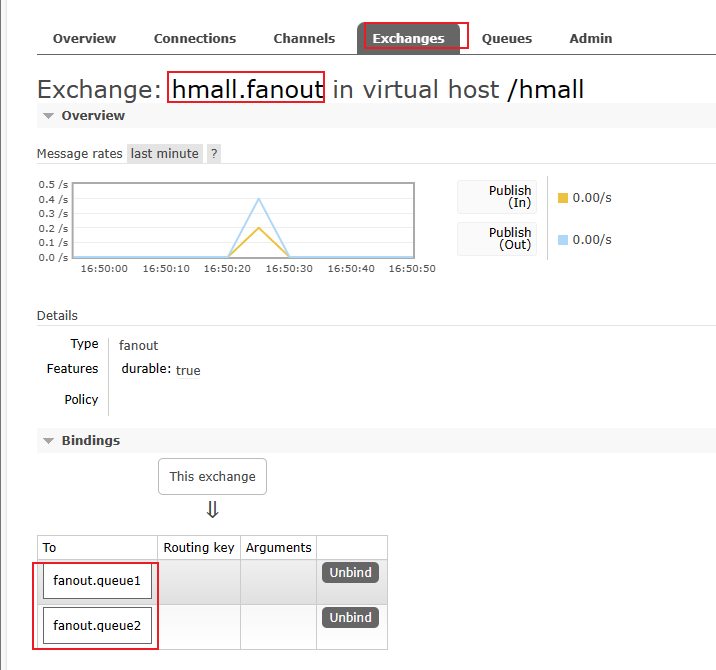 Overview Connections Channels Exchanges Queues Admin
Exchange: hmall.fanout in virtual host /hmall
Overview
Message rates last minute ?
0.5 /s
0.4 /s
0.3 /s
0.2 /s
0.1 /s
0.0 /s
16:50:00 16:50:10 16:50:20 16:50:30 16:50:40 16:50:50
Publish
(In)
0.00/s
Publish
(Out)
0.00/s
Details
Type fanout
Features durable: true
Policy
Bindings
This exchange
⇓
To Routing key Arguments
fanout.queue1 Unbind
fanout.queue2 Unbind